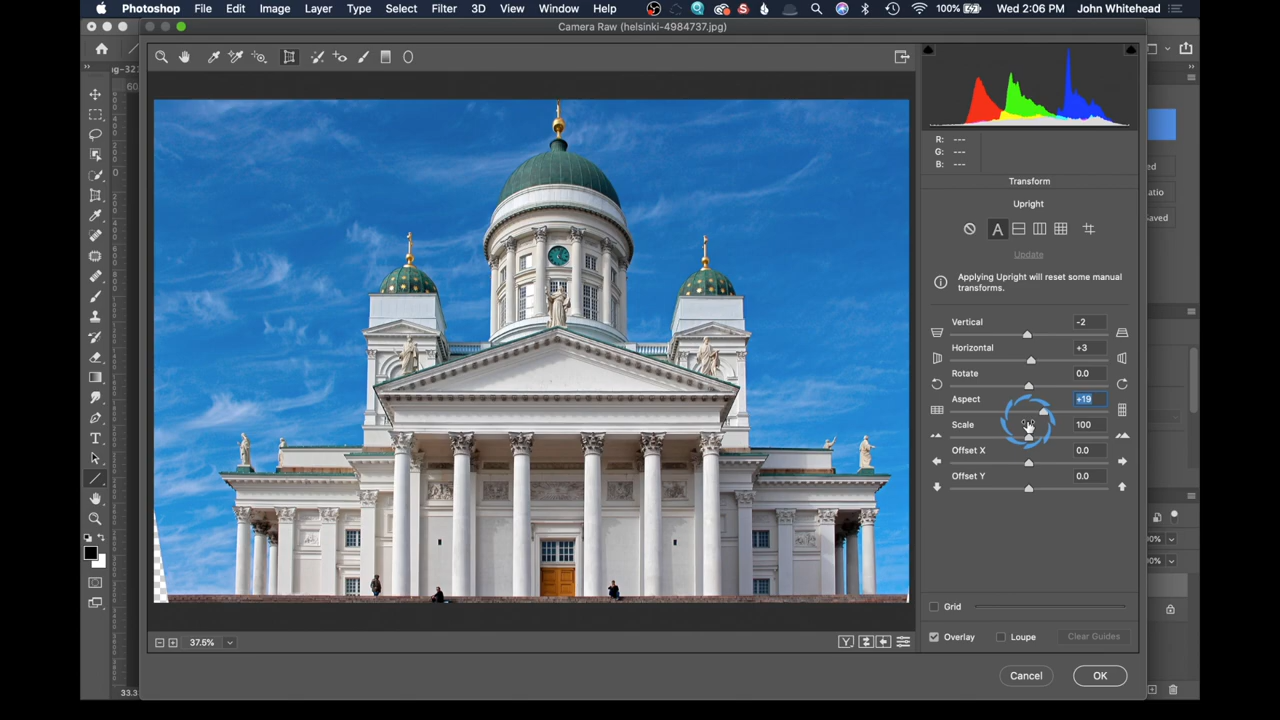 Photoshop File Edit Image Layer Type Select Filter 3D View Window Help 100% Wed 2:06 PM John Whitehead
Camera Raw (helsinki-4984737.jpg)
R: ---
G: ---
B: ---
Transform
Upright
A
Update
Applying Upright will reset some manual
transforms.
Vertical -2
Horizontal +3
Rotate 0.0
Aspect +19
Scale 100
Offset X 0.0
Offset Y 0.0
Grid
Overlay Loupe Clear Guides
37.5% Y
Cancel OK
33.3